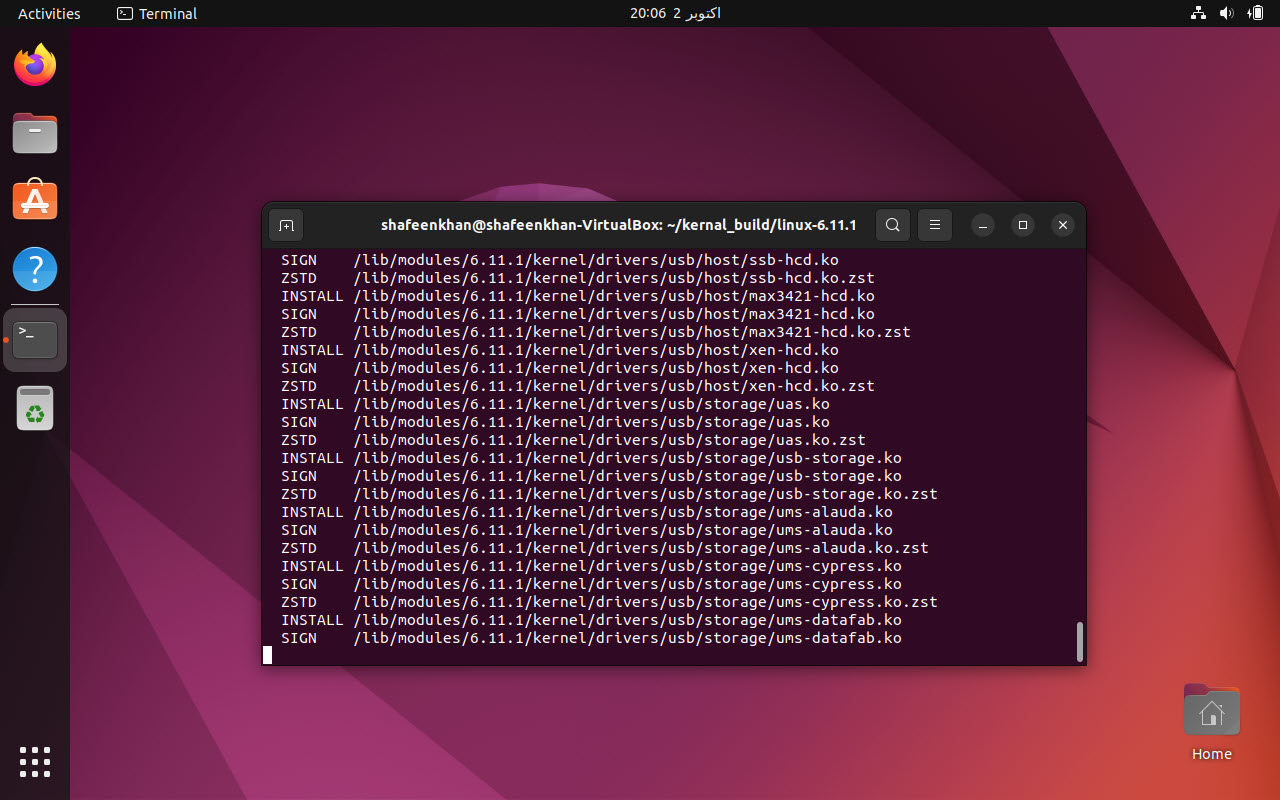 Activities
Terminal
20:06 2 اکتوبر
shafeenkhan@shafeenkhan-VirtualBox: ~/kernal_build/linux-6.11.1
SIGN /lib/modules/6.11.1/kernel/drivers/usb/host/ssb-hcd.ko
ZSTD /lib/modules/6.11.1/kernel/drivers/usb/host/ssb-hcd.ko.zst
INSTALL /lib/modules/6.11.1/kernel/drivers/usb/host/max3421-hcd.ko
SIGN /lib/modules/6.11.1/kernel/drivers/usb/host/max3421-hcd.ko
ZSTD /lib/modules/6.11.1/kernel/drivers/usb/host/max3421-hcd.ko.zst
INSTALL /lib/modules/6.11.1/kernel/drivers/usb/host/xen-hcd.ko
SIGN /lib/modules/6.11.1/kernel/drivers/usb/host/xen-hcd.ko
ZSTD /lib/modules/6.11.1/kernel/drivers/usb/host/xen-hcd.ko.zst
INSTALL /lib/modules/6.11.1/kernel/drivers/usb/storage/uas.ko
SIGN /lib/modules/6.11.1/kernel/drivers/usb/storage/uas.ko
ZSTD /lib/modules/6.11.1/kernel/drivers/usb/storage/uas.ko.zst
INSTALL /lib/modules/6.11.1/kernel/drivers/usb/storage/usb-storage.ko
SIGN /lib/modules/6.11.1/kernel/drivers/usb/storage/usb-storage.ko
ZSTD /lib/modules/6.11.1/kernel/drivers/usb/storage/usb-storage.ko.zst
INSTALL /lib/modules/6.11.1/kernel/drivers/usb/storage/ums-alauda.ko
SIGN /lib/modules/6.11.1/kernel/drivers/usb/storage/ums-alauda.ko
ZSTD /lib/modules/6.11.1/kernel/drivers/usb/storage/ums-alauda.ko.zst
INSTALL /lib/modules/6.11.1/kernel/drivers/usb/storage/ums-cypress.ko
SIGN /lib/modules/6.11.1/kernel/drivers/usb/storage/ums-cypress.ko
ZSTD /lib/modules/6.11.1/kernel/drivers/usb/storage/ums-cypress.ko.zst
INSTALL /lib/modules/6.11.1/kernel/drivers/usb/storage/ums-datafab.ko
SIGN /lib/modules/6.11.1/kernel/drivers/usb/storage/ums-datafab.ko
Home